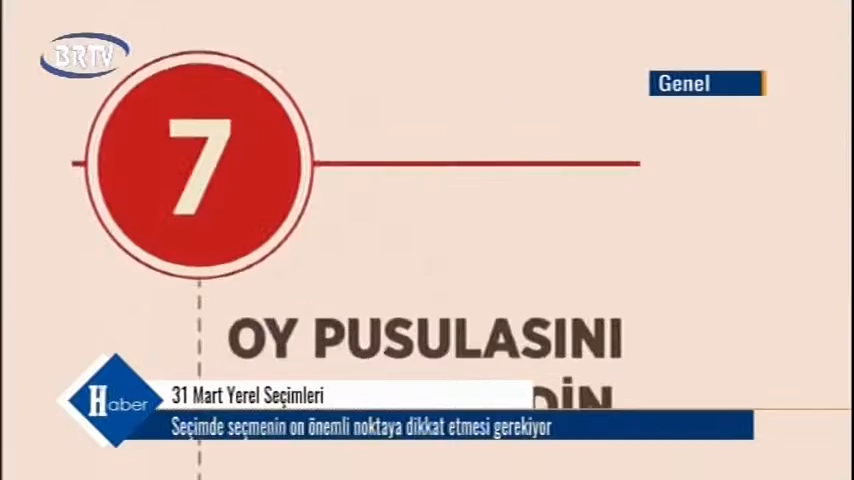 BRTV
Genel
7
OY PUSULASINI
Haber
31 Mart Yerel Seçimleri
Seçimde seçmenin on önemli noktaya dikkat etmesi gerekiyor